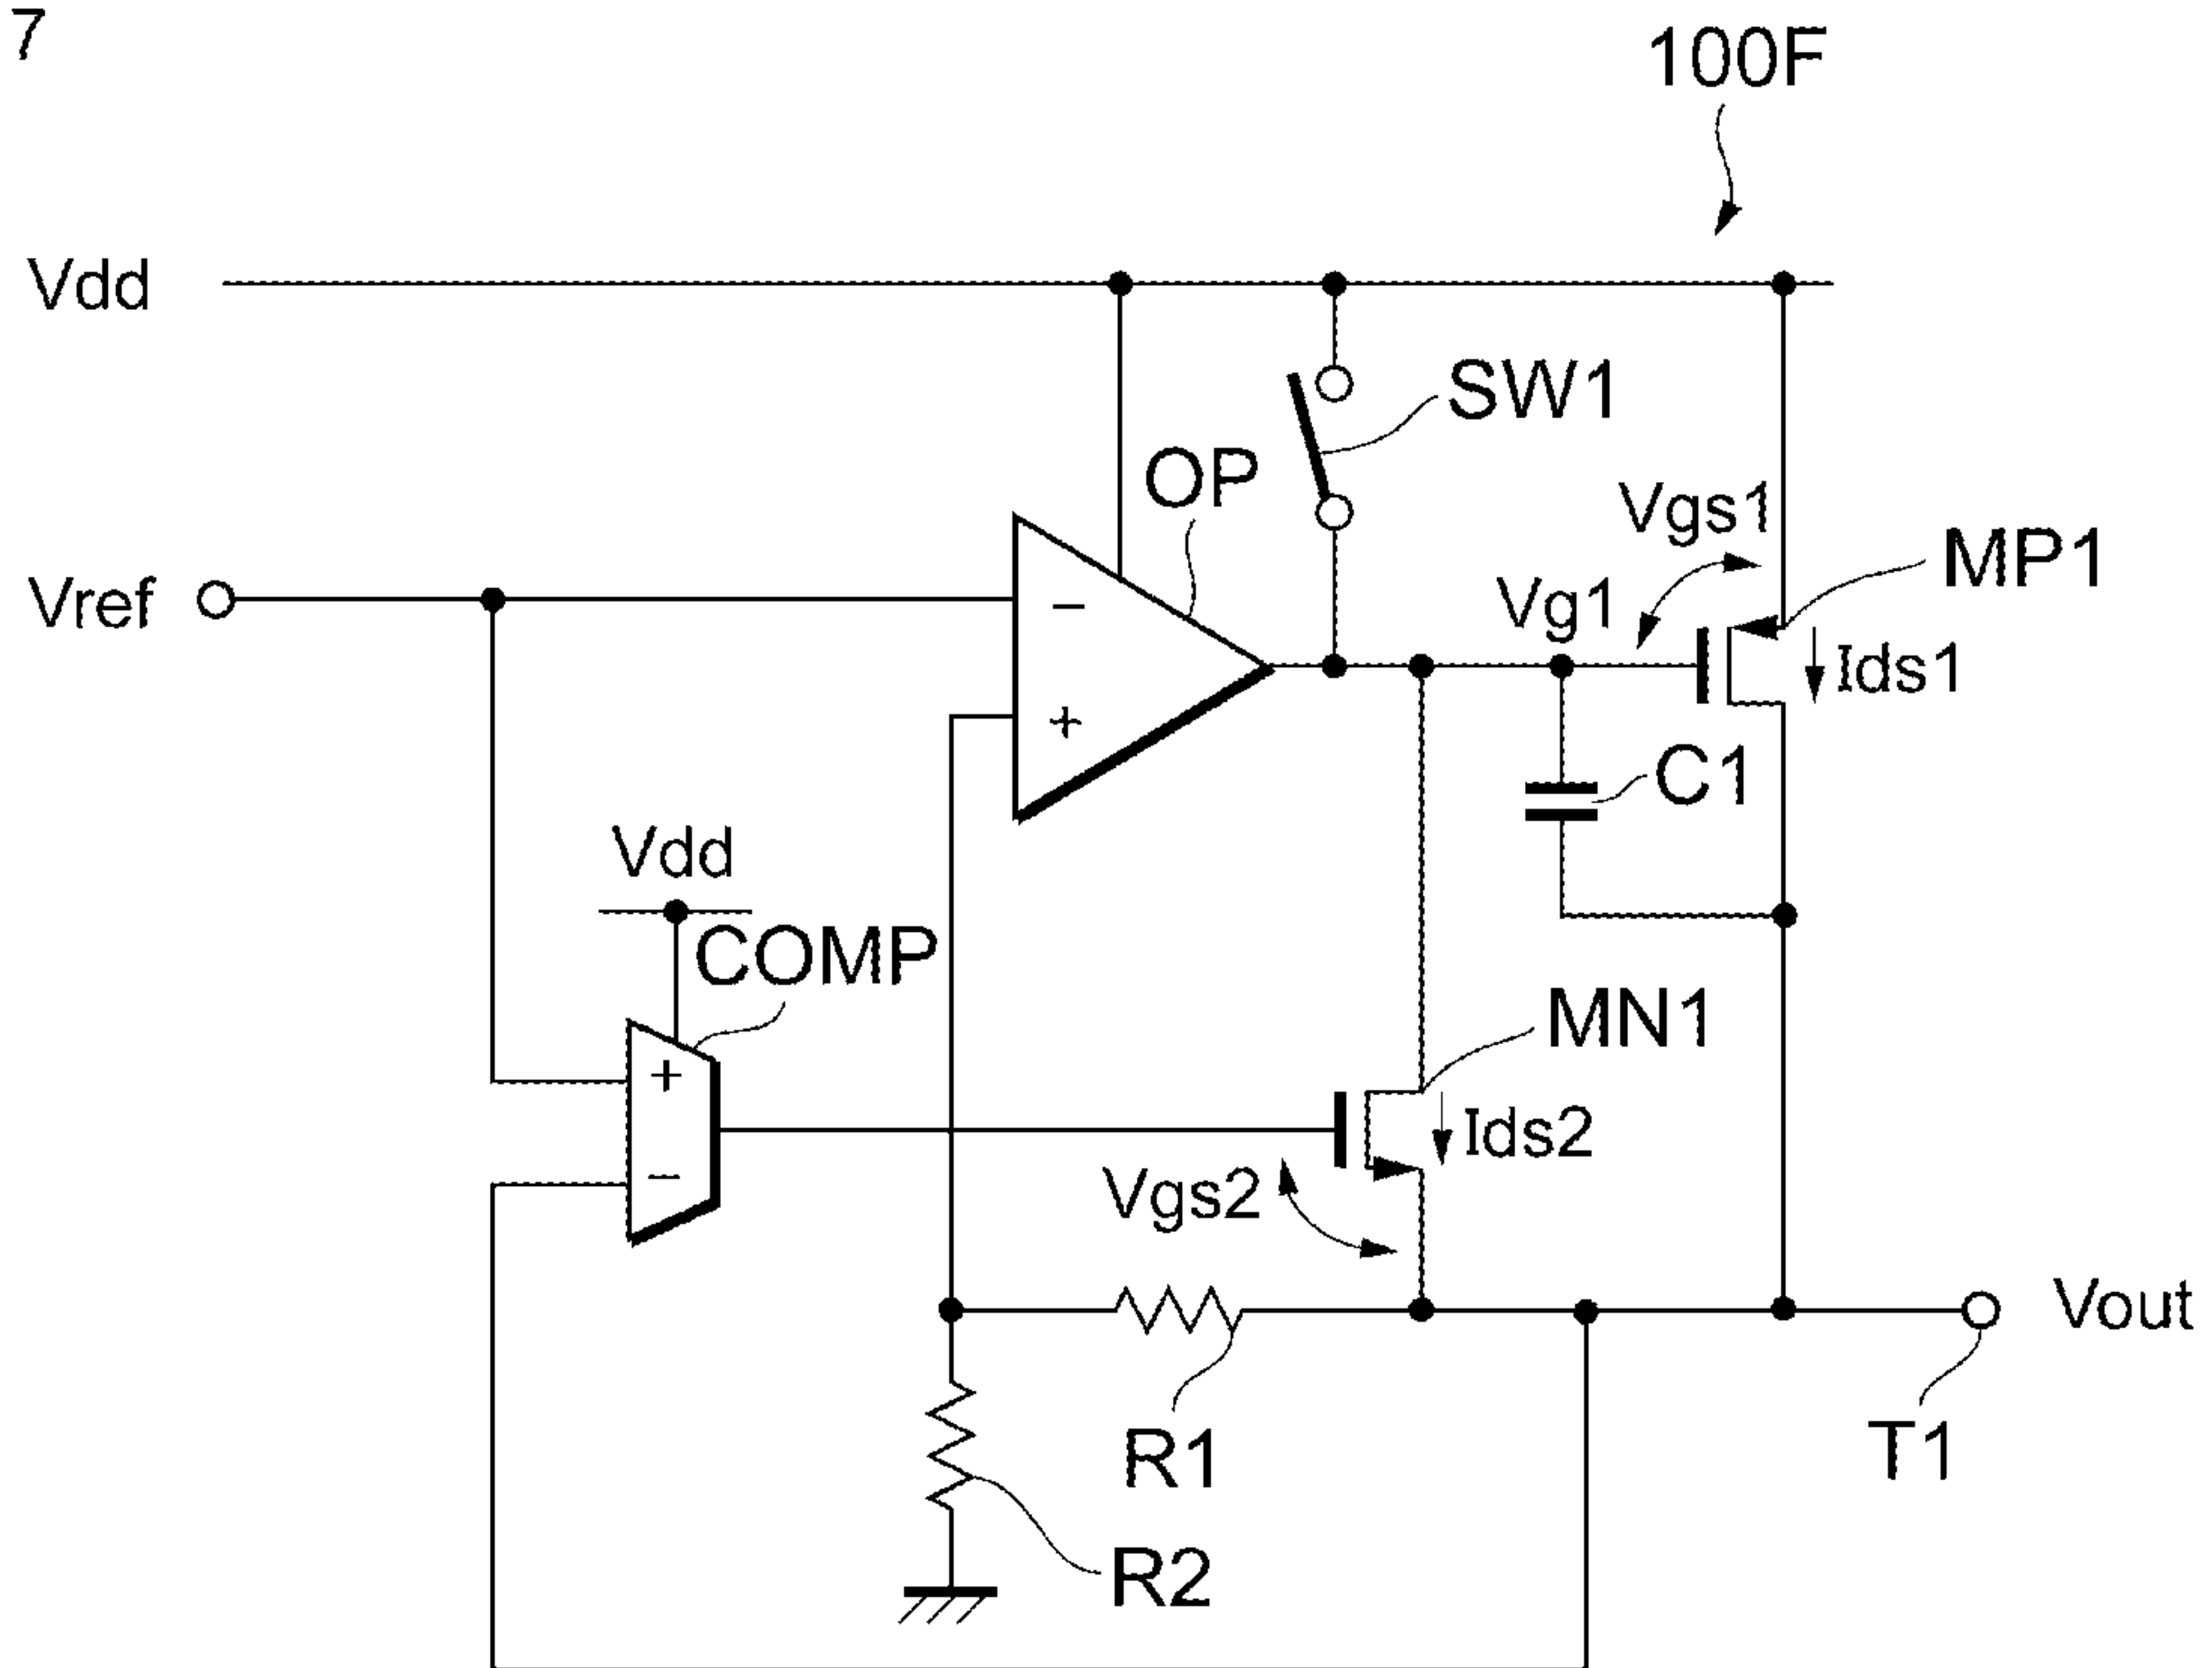 7
100F
Vdd
SW1
OP
Vgs1
MP1
Vref
Vg1
−
Ids1
+
C1
Vdd
COMP
MN1
+
Ids2
−
Vgs2
Vout
R1
T1
R2